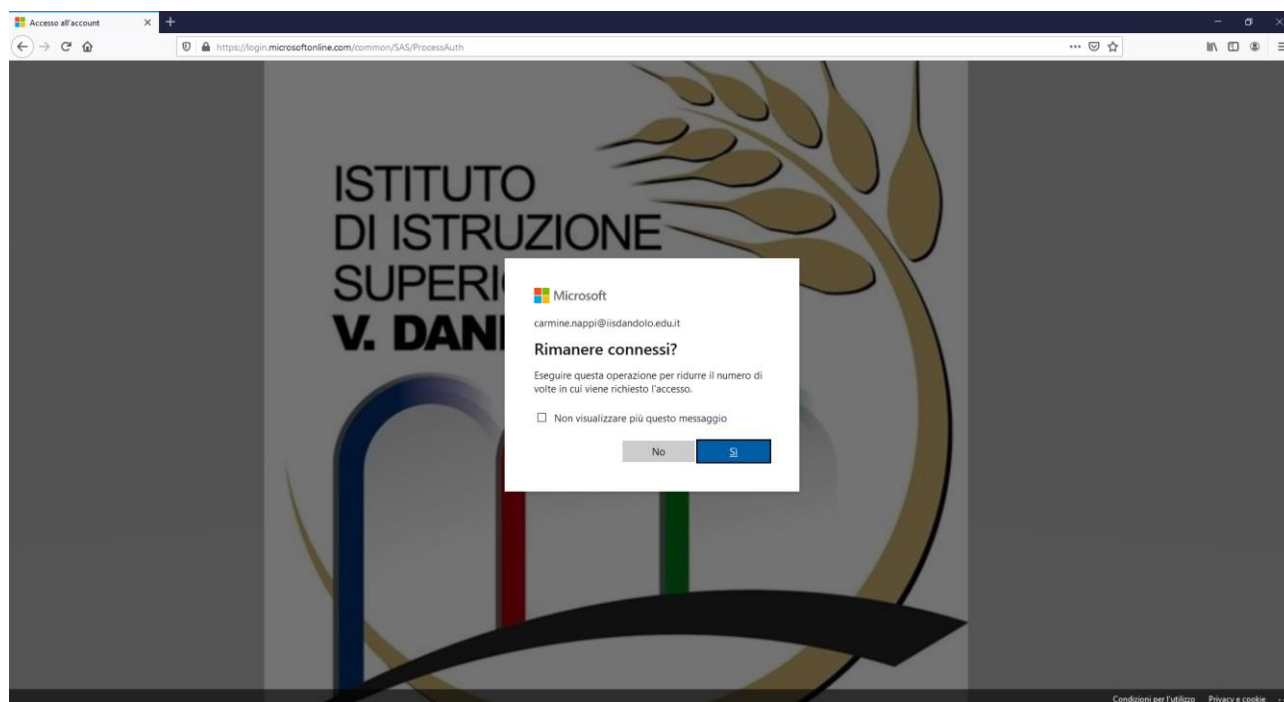 Accesso all'account
https://login.microsoftonline.com/common/SAS/ProcessAuth
ISTITUTO
DI ISTRUZIONE
SUPERI
V. DAN
Microsoft
carmine.nappi@iisdandolo.edu.it
Rimanere connessi?
Eseguire questa operazione per ridurre il numero di
volte in cui viene richiesto l'accesso.
Non visualizzare più questo messaggio
No
Sì
Condizioni per l'utilizzo Privacy e cookie